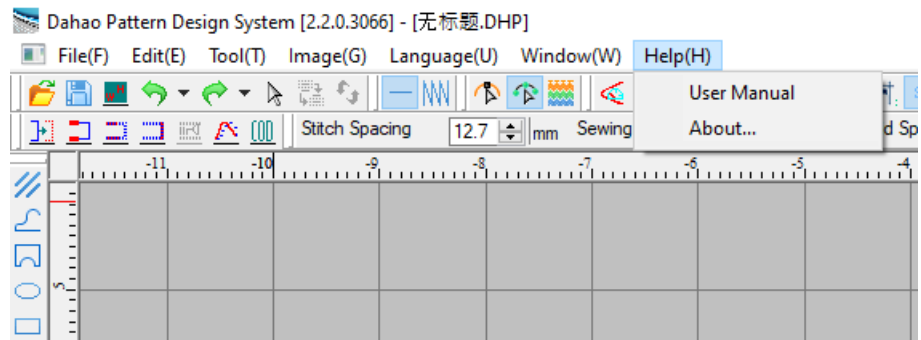 Dahao Pattern Design System [2.2.0.3066] - [无标题.DHP]
File(F) Edit(E) Tool(T) Image(G) Language(U) Window(W) Help(H)
User Manual
About...
Stitch Spacing 12.7 mm Sewing
-11 -10 -9 -8 -7 -6 -5 -4
5